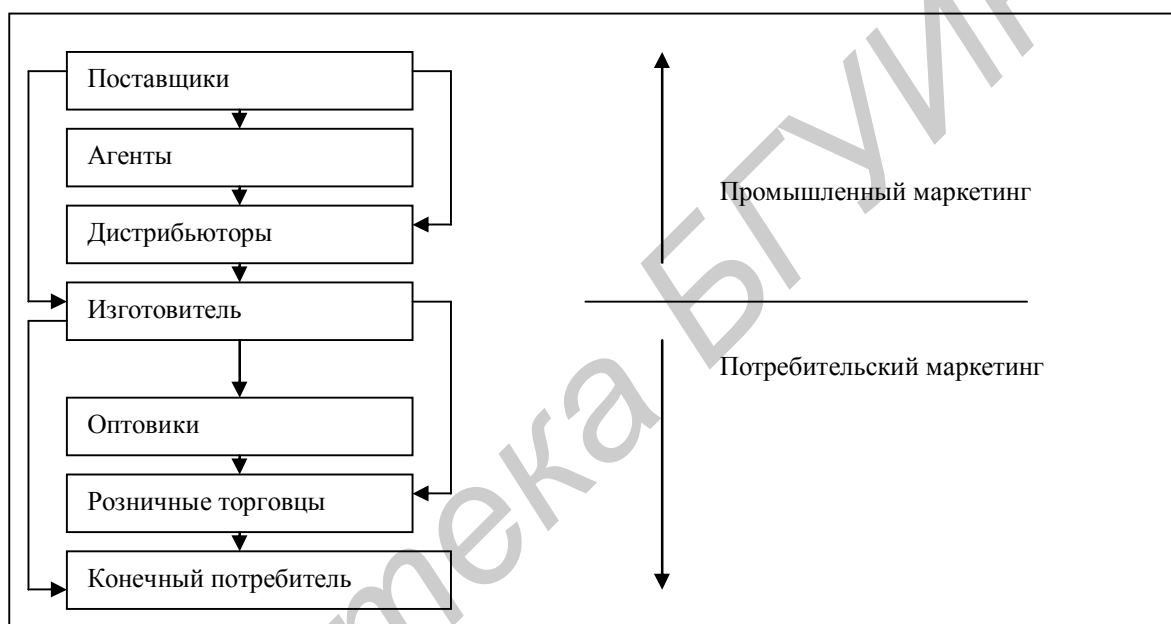 Поставщики
Агенты
Дистрибьюторы
Изготовитель
Оптовики
Розничные торговцы
Конечный потребитель
Промышленный маркетинг
Потребительский маркетинг